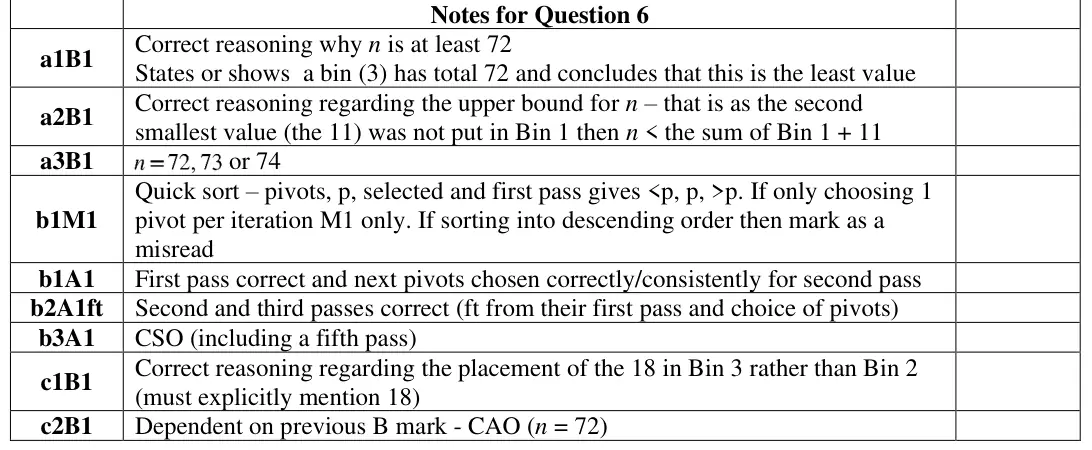 Notes for Question 6
a1B1 Correct reasoning why n is at least 72
States or shows a bin (3) has total 72 and concludes that this is the least value
a2B1 Correct reasoning regarding the upper bound for n – that is as the second
smallest value (the 11) was not put in Bin 1 then n < the sum of Bin 1 + 11
a3B1 n = 72, 73 or 74
b1M1 Quick sort – pivots, p, selected and first pass gives <p, p, >p. If only choosing 1
pivot per iteration M1 only. If sorting into descending order then mark as a
misread
b1A1 First pass correct and next pivots chosen correctly/consistently for second pass
b2A1ft Second and third passes correct (ft from their first pass and choice of pivots)
b3A1 CSO (including a fifth pass)
c1B1 Correct reasoning regarding the placement of the 18 in Bin 3 rather than Bin 2
(must explicitly mention 18)
c2B1 Dependent on previous B mark - CAO (n = 72)